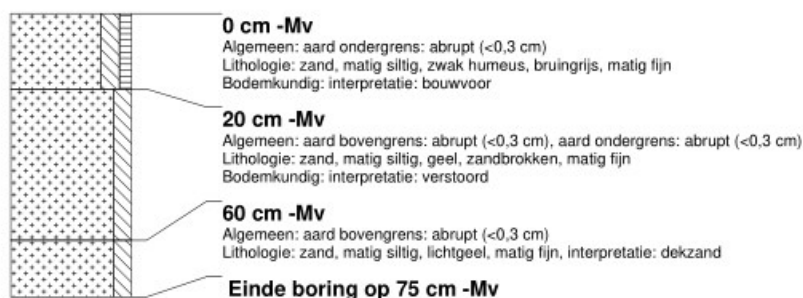 0 cm -Mv
Algemeen: aard ondergrens: abrupt (<0,3 cm)
Lithologie: zand, matig siltig, zwak humeus, bruingrijs, matig fijn
Bodemkundig: interpretatie: bouwvoor
20 cm -Mv
Algemeen: aard bovengrens: abrupt (<0,3 cm), aard ondergrens: abrupt (<0,3 cm)
Lithologie: zand, matig siltig, geel, zandbrokken, matig fijn
Bodemkundig: interpretatie: verstoord
60 cm -Mv
Algemeen: aard bovengrens: abrupt (<0,3 cm)
Lithologie: zand, matig siltig, lichtgeel, matig fijn, interpretatie: dekzand
Einde boring op 75 cm -Mv